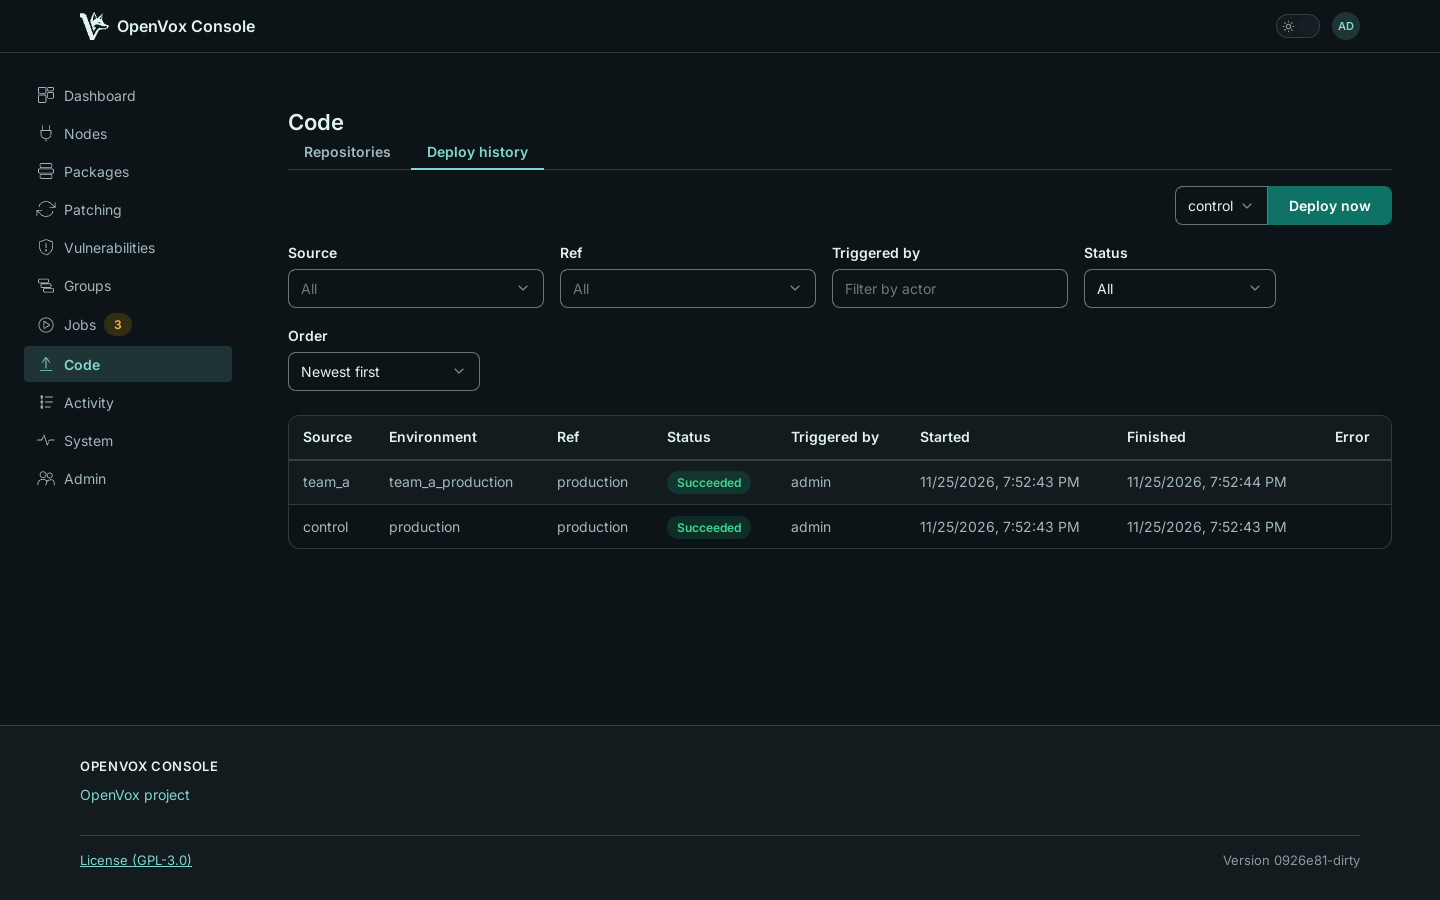 OpenVox Console
AD
Dashboard
Nodes
Packages
Patching
Vulnerabilities
Groups
Jobs 3
Code
Activity
System
Admin
Code
Repositories Deploy history
control Deploy now
Source Ref Triggered by Status
All All Filter by actor All
Order
Newest first
Source Environment Ref Status Triggered by Started Finished Error
team_a team_a_production production Succeeded admin 11/25/2026, 7:52:43 PM 11/25/2026, 7:52:44 PM
control production production Succeeded admin 11/25/2026, 7:52:43 PM 11/25/2026, 7:52:43 PM
OPENVOX CONSOLE
OpenVox project
License (GPL-3.0) Version 0926e81-dirty